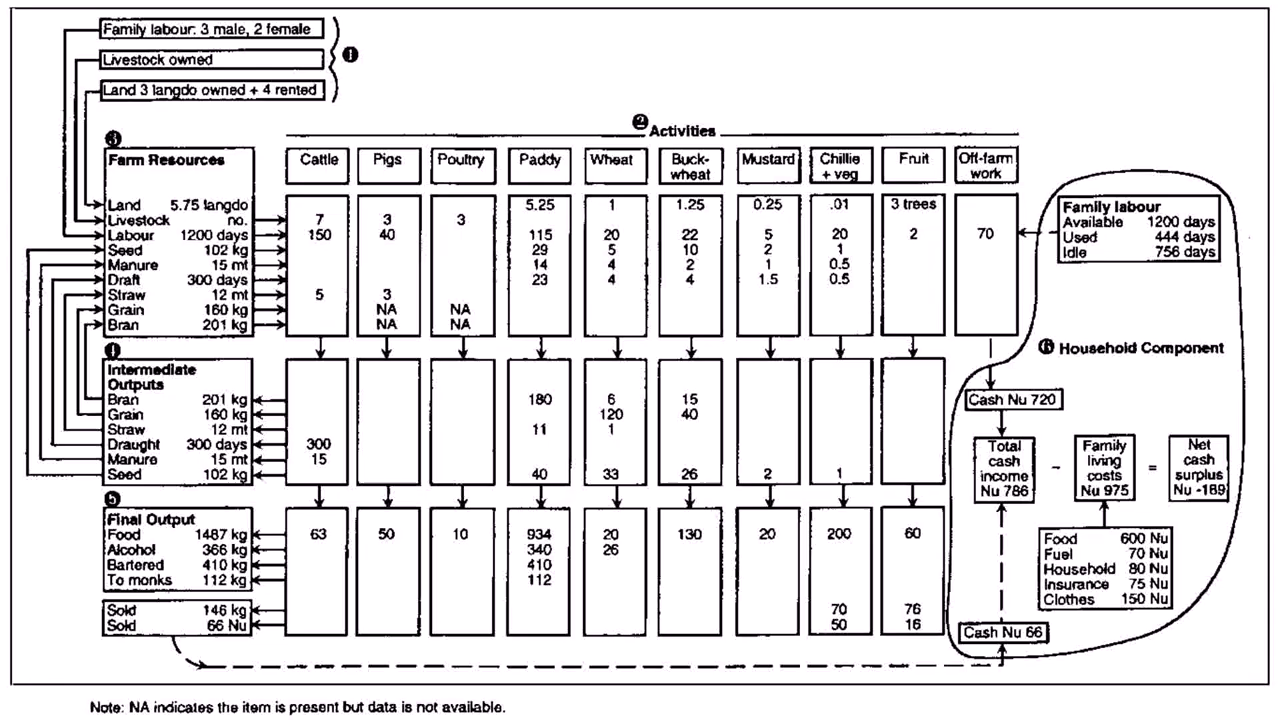 Family labour: 3 male, 2 female
Livestock owned
Land 3 langdo owned + 4 rented
❶
❷ Activities
❸
Farm Resources Cattle Pigs Poultry Paddy Wheat Buck-wheat Mustard Chillie + veg Fruit Off-farm work
Land 5.75 langdo 5.25 1 1.25 0.25 .01 3 trees
Livestock no. 7 3 3
Labour 1200 days 150 40 115 20 22 5 20 2 70
Seed 102 kg 29 5 10 2 1
Manure 15 mt 14 4 2 1 0.5
Draft 300 days 23 4 4 1.5 0.5
Straw 12 mt 5 3
Grain 160 kg NA NA
Bran 201 kg NA NA
Family labour
Available 1200 days
Used 444 days
Idle 756 days
❹
Intermediate
Outputs
Bran 201 kg 180 6 15
Grain 160 kg 120 40
Straw 12 mt 11 1
Draught 300 days 300
Manure 15 mt 15
Seed 102 kg 40 33 26 2 1
❺
Final Output
Food 1487 kg 63 50 10 934 20 130 20 200 60
Alcohol 366 kg 340 26
Bartered 410 kg 410
To monks 112 kg 112
Sold 146 kg 70 76
Sold 66 Nu 50 16
❻ Household Component
Cash Nu 720
Total
cash
income
Nu 786
-
Family
living
costs
Nu 975
=
Net
cash
surplus
Nu -189
Food 600 Nu
Fuel 70 Nu
Household 80 Nu
Insurance 75 Nu
Clothes 150 Nu
Cash Nu 66
Note: NA indicates the item is present but data is not available.